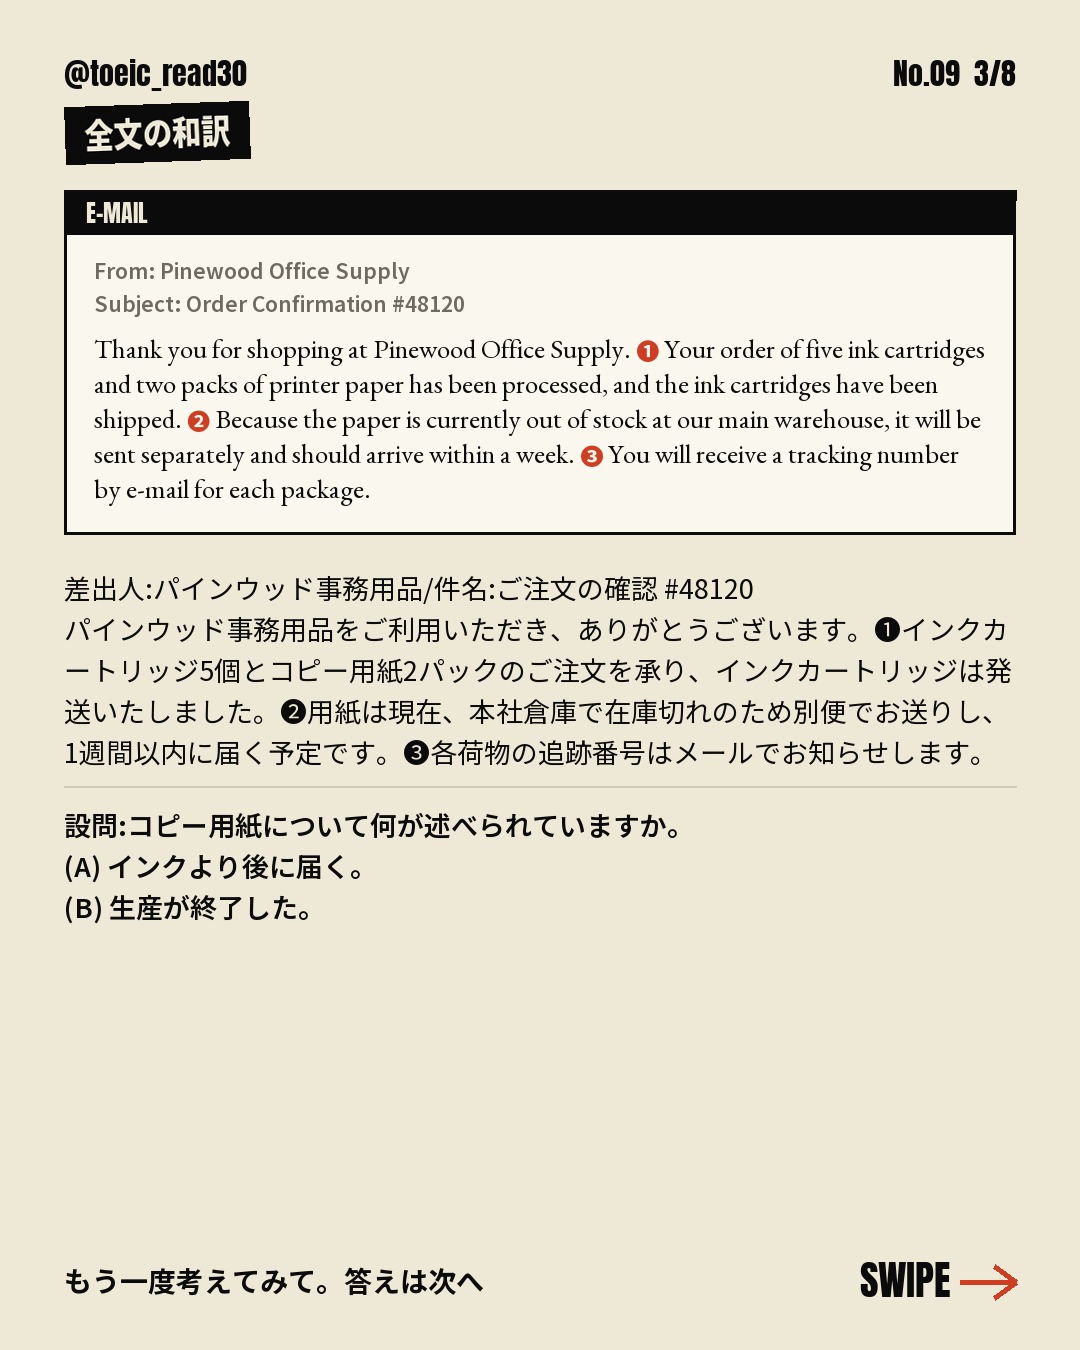 @toeic_read30
No.09 3/8
全文の和訳
E-MAIL
From: Pinewood Office Supply
Subject: Order Confirmation #48120
Thank you for shopping at Pinewood Office Supply. ❶ Your order of five ink cartridges
and two packs of printer paper has been processed, and the ink cartridges have been
shipped. ❷ Because the paper is currently out of stock at our main warehouse, it will be
sent separately and should arrive within a week. ❸ You will receive a tracking number
by e-mail for each package.
差出人:パインウッド事務用品/件名:ご注文の確認 #48120
パインウッド事務用品をご利用いただき、ありがとうございます。❶インクカ
ートリッジ5個とコピー用紙2パックのご注文を承り、インクカートリッジは発
送いたしました。❷用紙は現在、本社倉庫で在庫切れのため別便でお送りし、
1週間以内に届く予定です。❸各荷物の追跡番号はメールでお知らせします。
設問:コピー用紙について何が述べられていますか。
(A) インクより後に届く。
(B) 生産が終了した。
もう一度考えてみて。答えは次へ
SWIPE